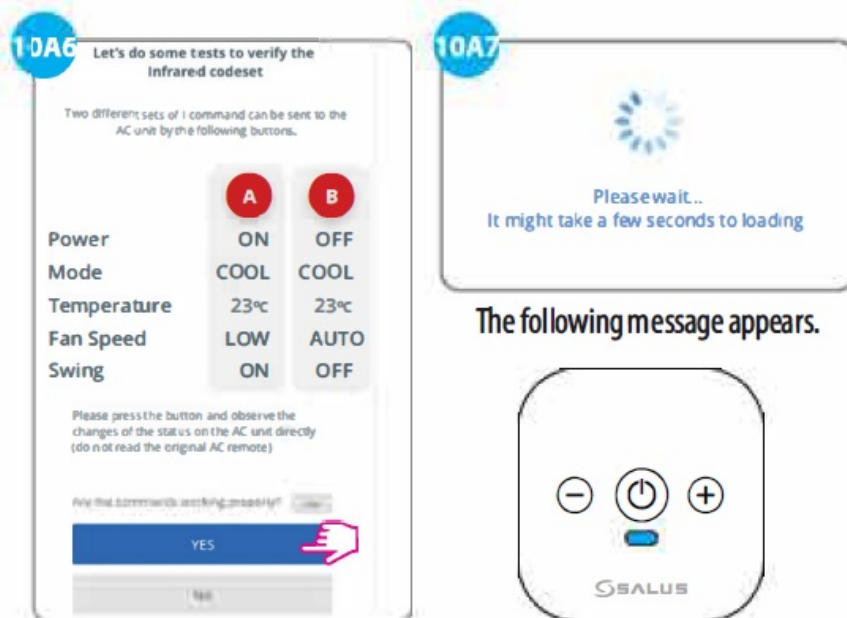 10A6
Let's do some tests to verify the
Infrared codeset
Two different sets of I command can be sent to the
AC unit by the following buttons.
A B
Power ON OFF
Mode COOL COOL
Temperature 23°C 23°C
Fan Speed LOW AUTO
Swing ON OFF
Please press the button and observe the
changes of the status on the AC unit directly
(do not read the original AC remote)
YES
10A7
Please wait...
It might take a few seconds to loading
The following message appears.
SALUS